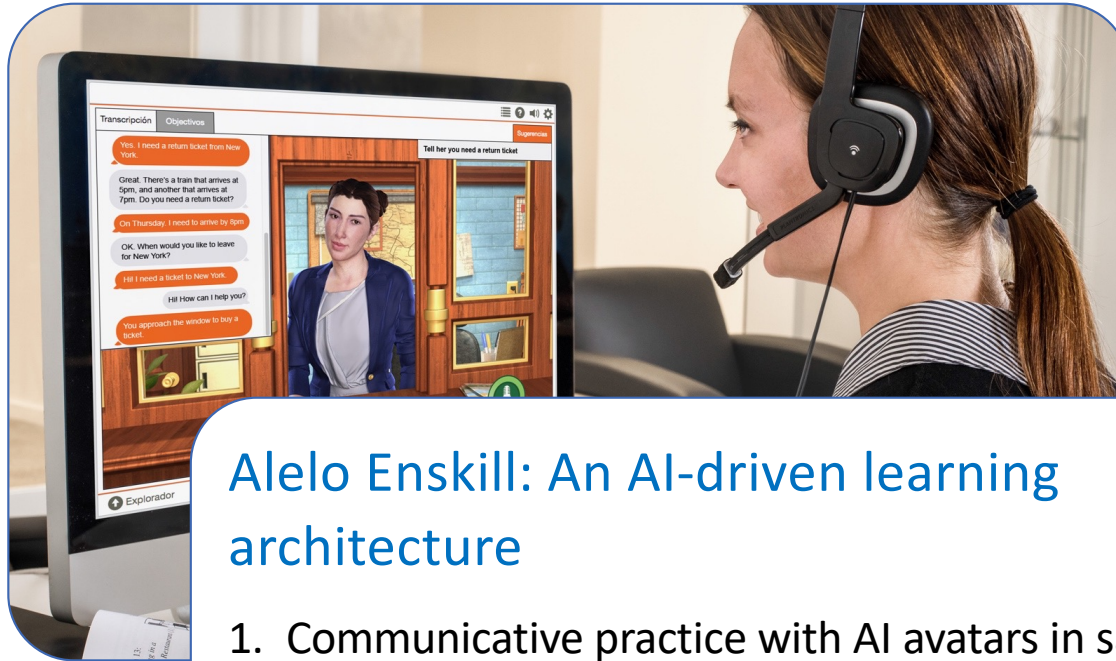 Transcripción
Objectivos
Sugerencias
Tell her you need a return ticket
Yes. I need a return ticket from New
York.
Great. There's a train that arrives at
5pm, and another that arrives at
7pm. Do you need a return ticket?
On Thursday. I need to arrive by 8pm
OK. When would you like to leave
for New York?
Hi! I need a ticket to New York.
Hi! How can I help you?
You approach the window to buy a
ticket.
Explorador
Alelo Enskill: An AI-driven learning
architecture
1. Communicative practice with AI avatars in s